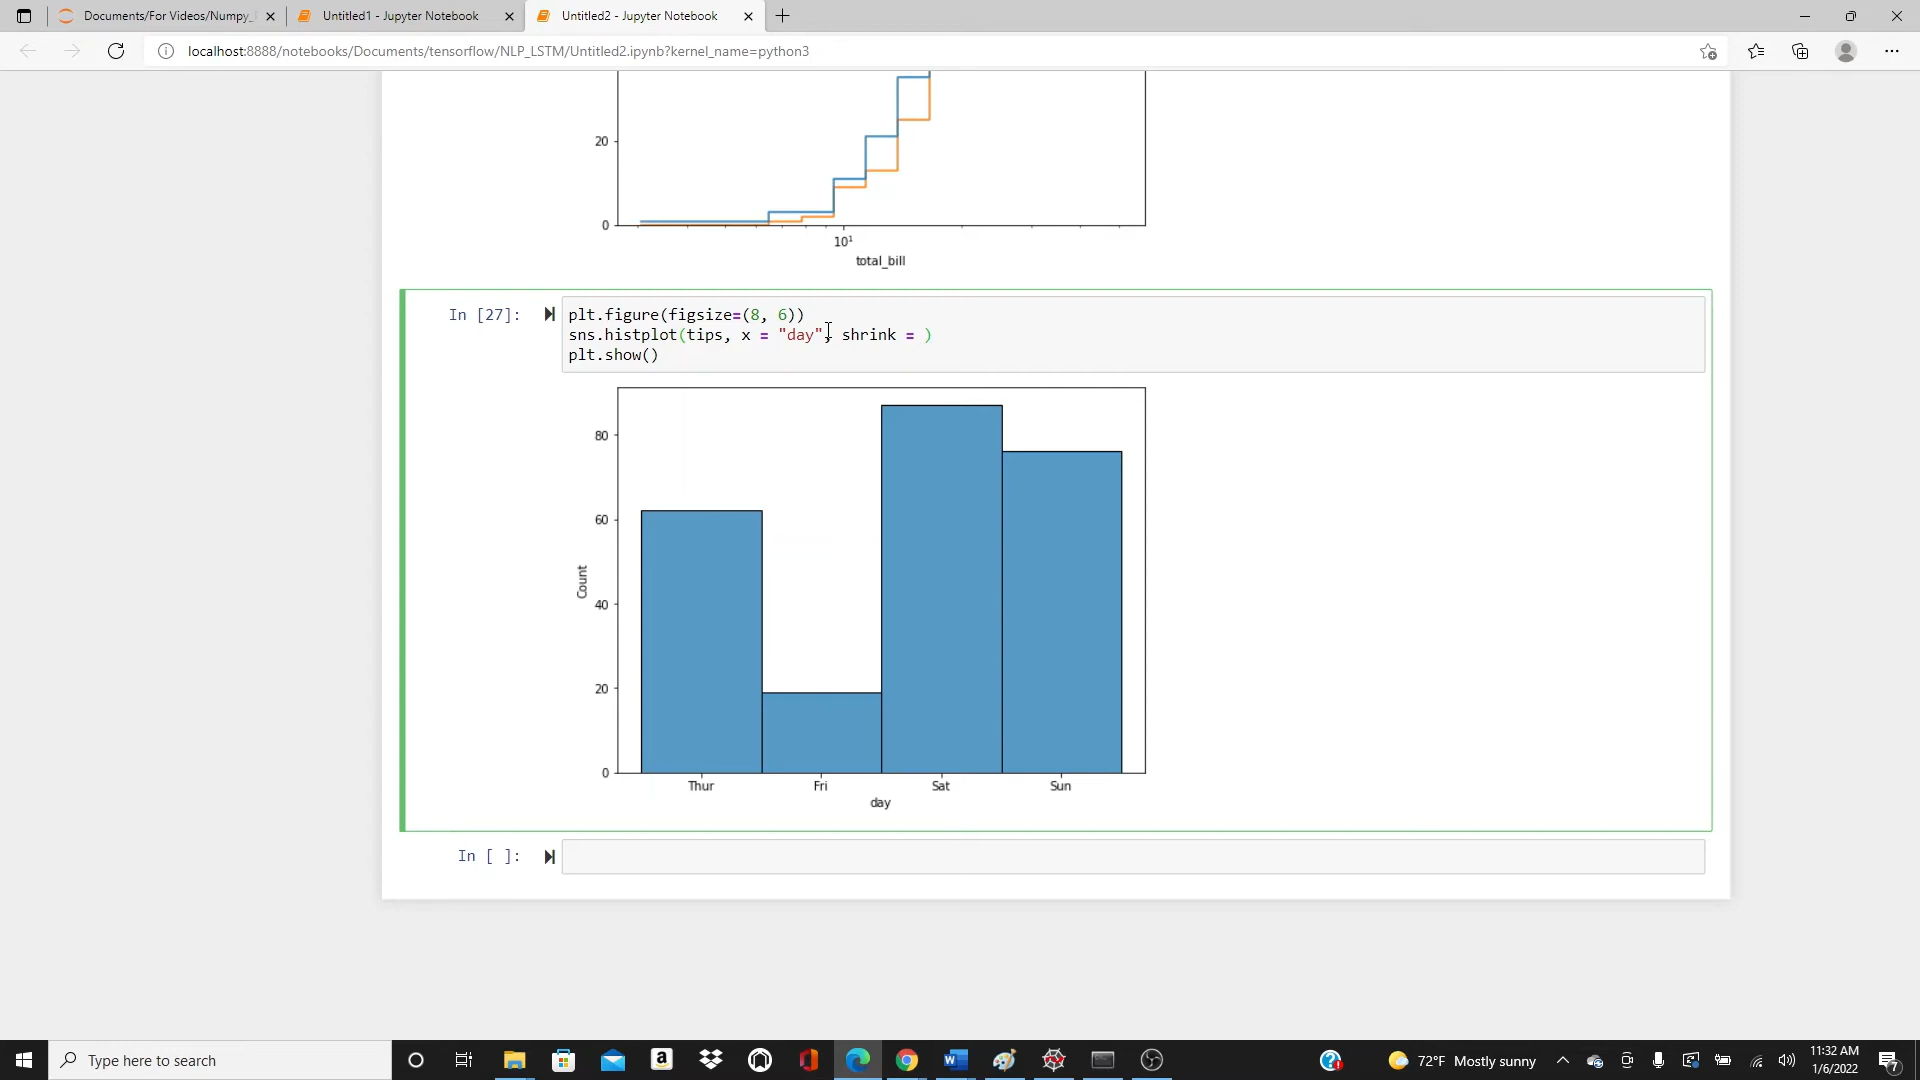 Documents/For Videos/Numpy_
Untitled1 - Jupyter Notebook
Untitled2 - Jupyter Notebook
localhost:8888/notebooks/Documents/tensorflow/NLP_LSTM/Untitled2.ipynb?kernel_name=python3
20
0
10¹
total_bill
In [27]:
plt.figure(figsize=(8, 6))
sns.histplot(tips, x = "day", shrink = )
plt.show()
80
60
40
20
0
Count
Thur Fri Sat Sun
day
In [ ]:
Type here to search
72°F Mostly sunny
11:32 AM
1/6/2022
7